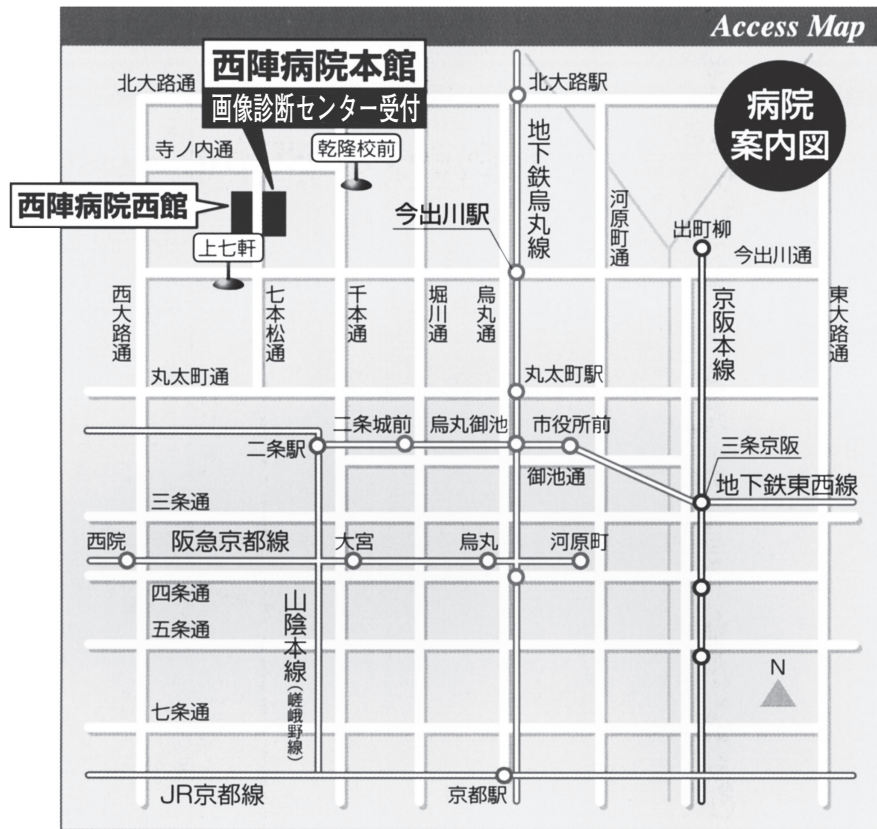 Access Map
病院
案内図
西陣病院本館
画像診断センター受付
北大路通
北大路駅
寺ノ内通
乾隆校前
地下鉄烏丸線
河原町通
西陣病院西館
今出川駅
出町柳
上七軒
今出川通
西大路通
七本松通
千本通
堀川通
烏丸通
京阪本線
東大路通
丸太町通
丸太町駅
二条城前
烏丸御池
市役所前
二条駅
三条京阪
御池通
地下鉄東西線
三条通
西院
阪急京都線
大宮
烏丸
河原町
四条通
山陰本線
(嵯峨野線)
五条通
N
七条通
JR京都線
京都駅